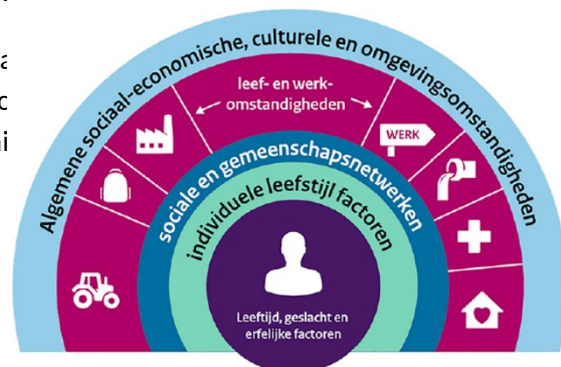 Algemene sociaal-economische, culturele en omgevingsomstandigheden
leef- en werk-
omstandigheden
WERK
sociale en gemeenschapsnetwerken
individuele leefstijl factoren
Leeftijd, geslacht en
erfelijke factoren